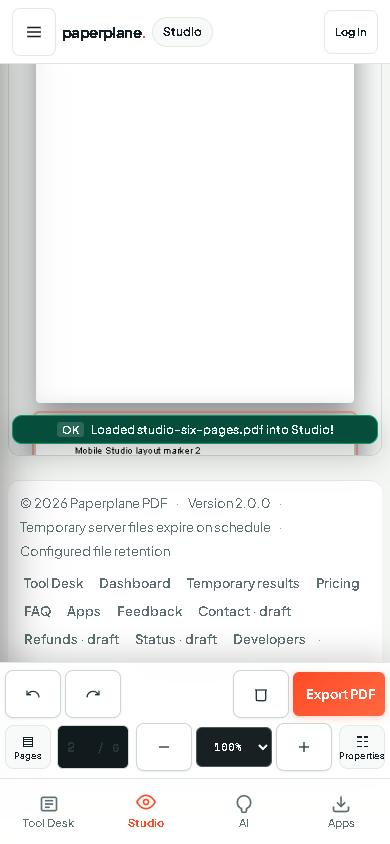 paperplane. Studio Log In
OK Loaded studio-six-pages.pdf into Studio!
Mobile Studio layout marker 2
© 2026 Paperplane PDF · Version 2.0.0 ·
Temporary server files expire on schedule ·
Configured file retention
Tool Desk Dashboard Temporary results Pricing
FAQ Apps Feedback Contact · draft
Refunds · draft Status · draft Developers ·
Export PDF
Pages 2 / 6 − 100% + Properties
Tool Desk Studio AI Apps